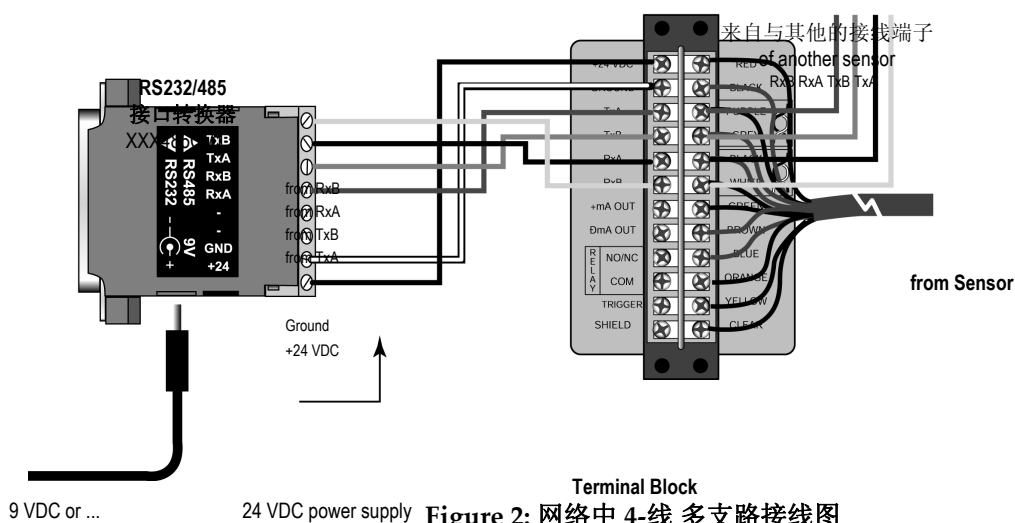 来自与其他的接线端子
of another sensor
RxB RxA TxB TxA
RS232/485
接口转换器
TxB
TxA
RxB
RxA
-
-
GND
+24
RS485
RS232
9V
- +
from RxB
from RxA
from TxB
from TxA
Ground
+24 VDC
+24 VDC
GROUND
TxA
TxB
RxA
RxB
+mA OUT
ÐmA OUT
RELAY
NO/NC
COM
TRIGGER
SHIELD
RED
BLACK
PURPLE
GREY
BLACK
WHITE
GREEN
BROWN
BLUE
ORANGE
YELLOW
CLEAR
from Sensor
Terminal Block
9 VDC or ...
24 VDC power supply
Figure 2: 网络中 4-线 多支路接线图